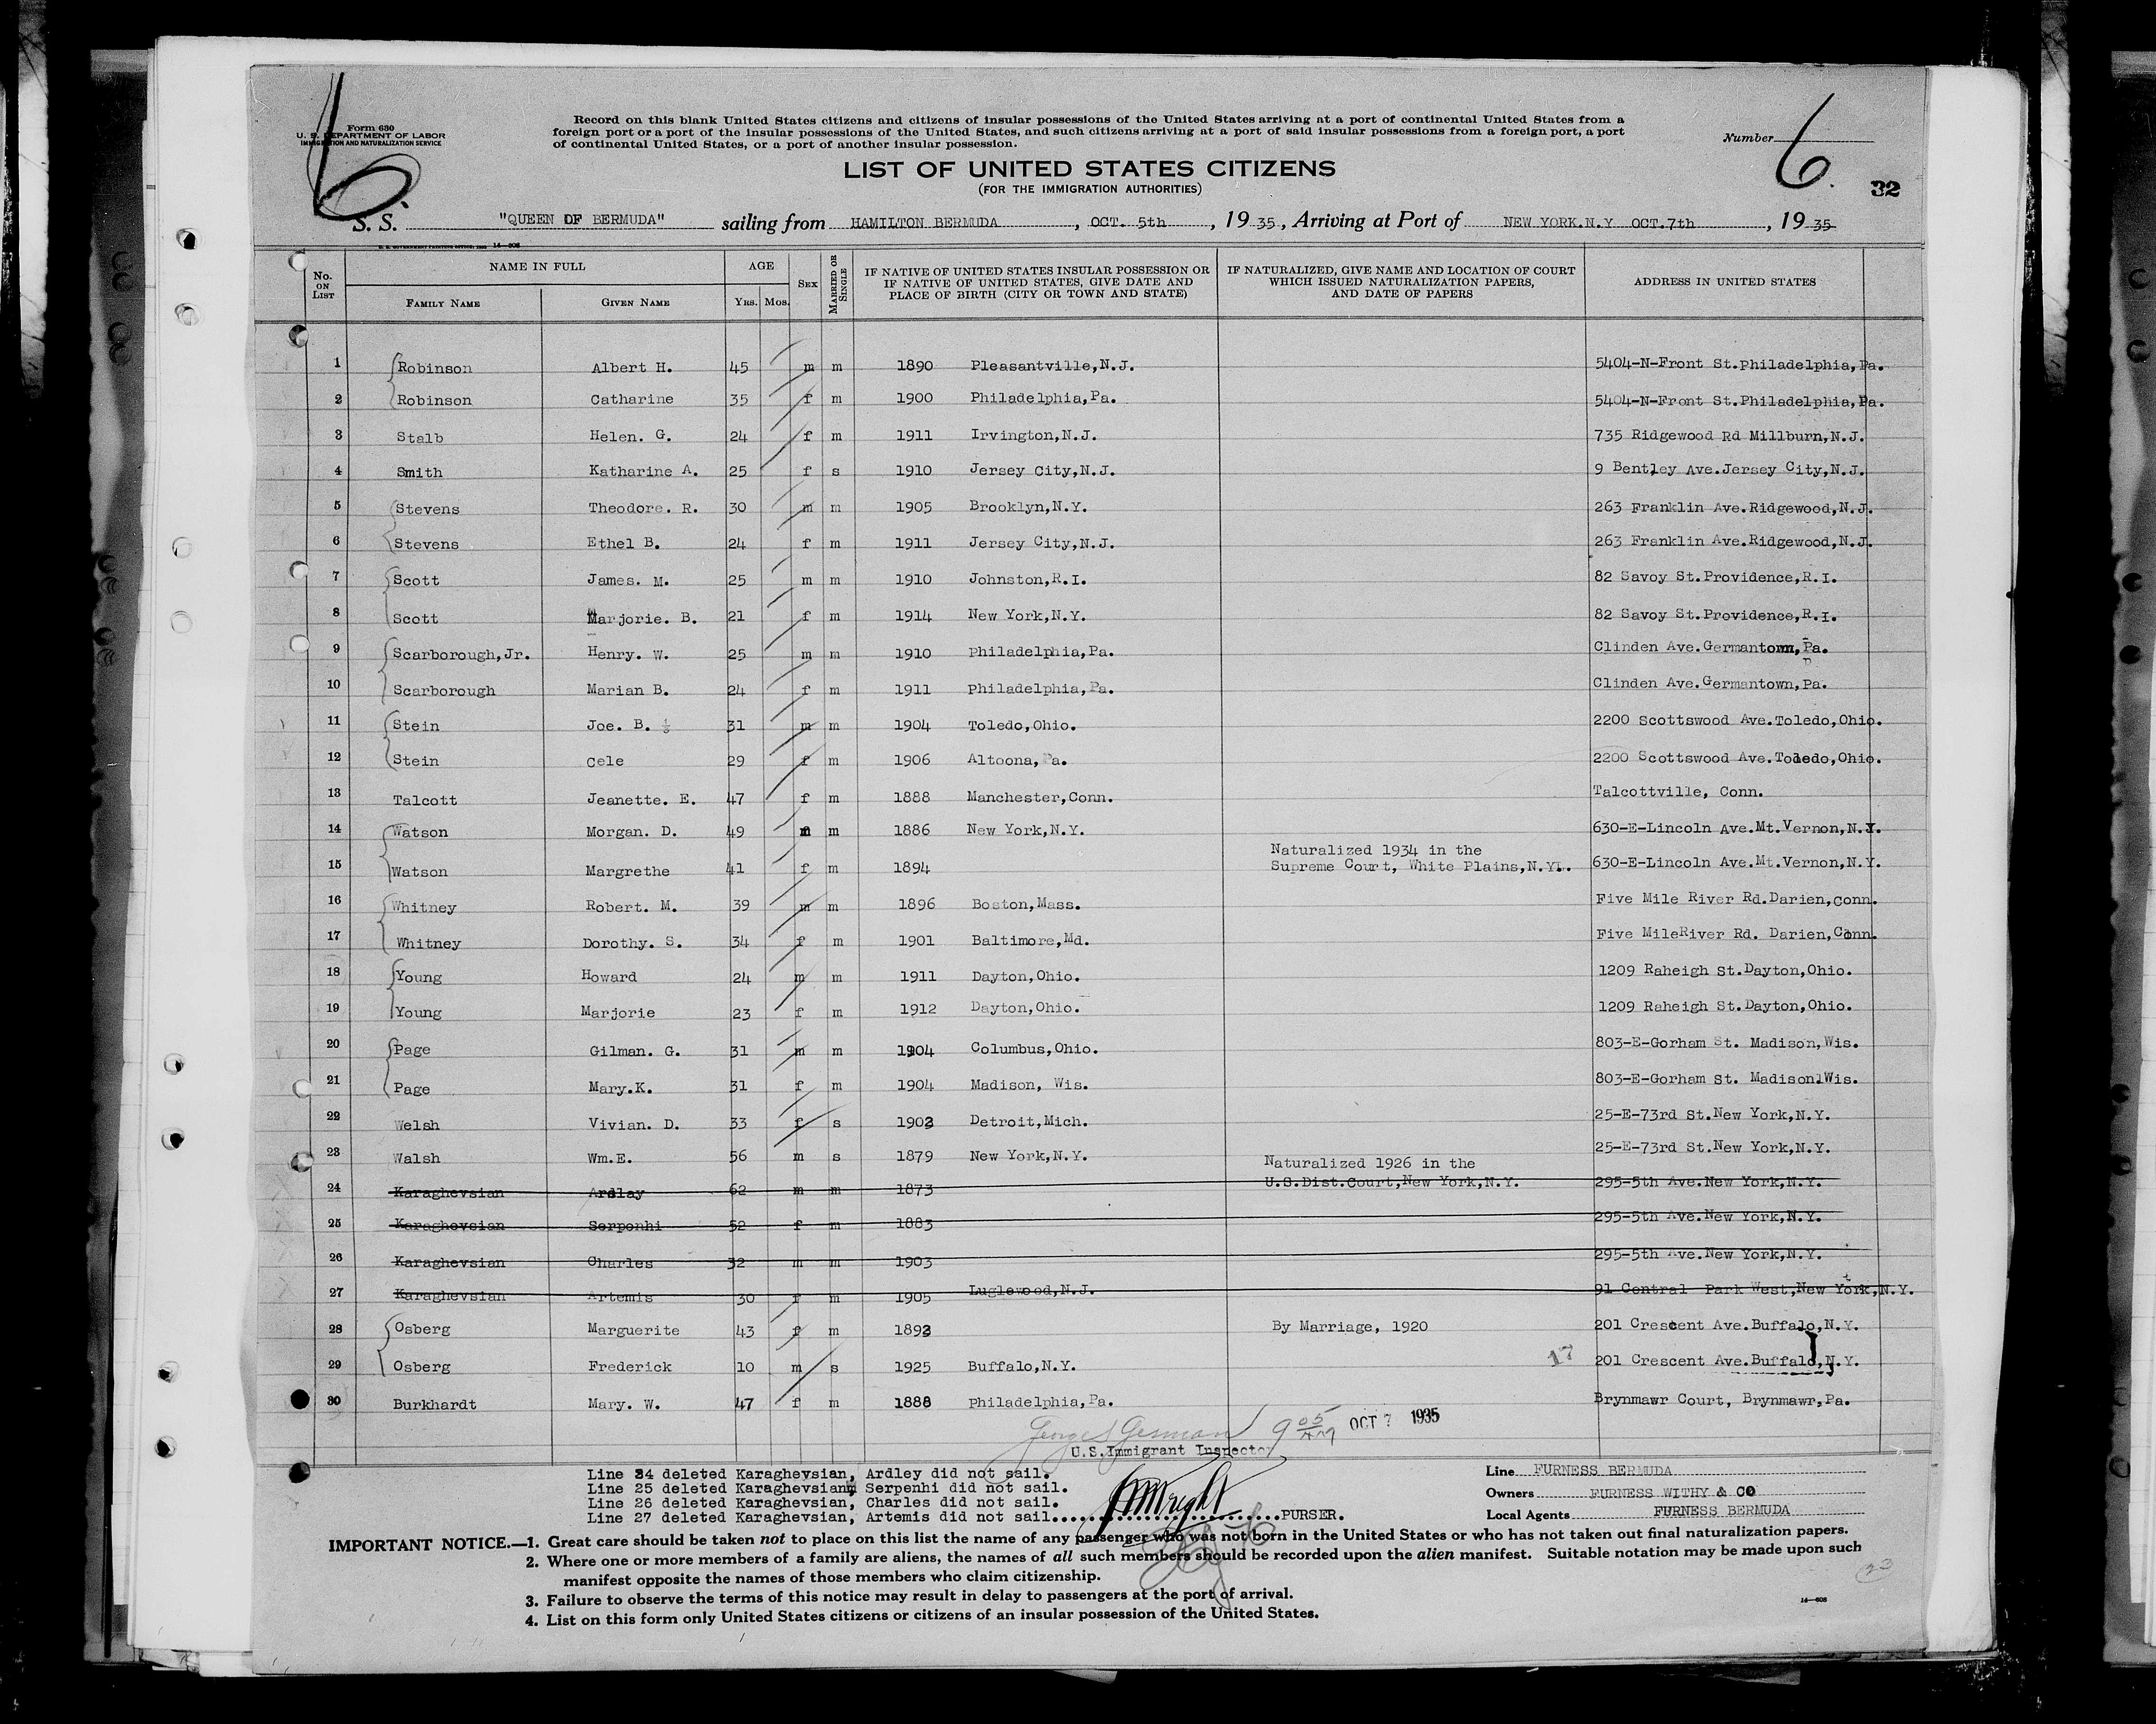 Form 630
U. S. DEPARTMENT OF LABOR
IMMIGRATION AND NATURALIZATION SERVICE
6
Record on this blank United States citizens and citizens of insular possessions of the United States arriving at a port of continental United States from a
foreign port or a port of the insular possessions of the United States, and such citizens arriving at a port of said insular possessions from a foreign port, a port
of continental United States, or a port of another insular possession.
Number 6.
32
LIST OF UNITED STATES CITIZENS
(FOR THE IMMIGRATION AUTHORITIES)
S. S. "QUEEN OF BERMUDA" sailing from HAMILTON BERMUDA, OCT. 5th, 19 35, Arriving at Port of NEW YORK.N.Y OCT.7th, 19 35
No. ON LIST NAME IN FULL AGE SEX MARRIED OR SINGLE IF NATIVE OF UNITED STATES INSULAR POSSESSION OR IF NATIVE OF UNITED STATES, GIVE DATE AND PLACE OF BIRTH (CITY OR TOWN AND STATE) IF NATURALIZED, GIVE NAME AND LOCATION OF COURT WHICH ISSUED NATURALIZATION PAPERS, AND DATE OF PAPERS ADDRESS IN UNITED STATES
FAMILY NAME GIVEN NAME YRS. MOS.
1 Robinson Albert H. 45 m m 1890 Pleasantville,N.J. 5404-N-Front St.Philadelphia,Pa.
2 Robinson Catharine 35 f m 1900 Philadelphia,Pa. 5404-N-Front St.Philadelphia,Pa.
3 Stalb Helen. G. 24 f m 1911 Irvington,N.J. 735 Ridgewood Rd Millburn,N.J.
4 Smith Katharine A. 25 f s 1910 Jersey City,N.J. 9 Bentley Ave.Jersey City,N.J.
5 Stevens Theodore. R. 30 m m 1905 Brooklyn,N.Y. 263 Franklin Ave.Ridgewood,N.J.
6 Stevens Ethel B. 24 f m 1911 Jersey City,N.J. 263 Franklin Ave.Ridgewood,N.J.
7 Scott James. M. 25 m m 1910 Johnston,R.I. 82 Savoy St.Providence,R.I.
8 Scott Marjorie. B. 21 f m 1914 New York,N.Y. 82 Savoy St.Providence,R.I.
9 Scarborough,Jr. Henry. W. 25 m m 1910 Philadelphia,Pa. Clinden Ave.Germantown,Pa.
10 Scarborough Marian B. 24 f m 1911 Philadelphia,Pa. Clinden Ave.Germantown,Pa.
11 Stein Joe. B. 31 m m 1904 Toledo,Ohio. 2200 Scottswood Ave.Toledo,Ohio.
12 Stein Cele 29 f m 1906 Altoona,Pa. 2200 Scottswood Ave.Toledo,Ohio.
13 Talcott Jeanette. E. 47 f m 1888 Manchester,Conn. Talcottville, Conn.
14 Watson Morgan. D. 49 m m 1886 New York,N.Y. 630-E-Lincoln Ave.Mt.Vernon,N.Y.
Naturalized 1934 in the
15 Watson Margrethe 41 f m 1894 Supreme Court, White Plains,N.Y. 630-E-Lincoln Ave.Mt.Vernon,N.Y.
16 Whitney Robert. M. 39 m m 1896 Boston,Mass. Five Mile River Rd.Darien,Conn.
17 Whitney Dorothy. S. 34 f m 1901 Baltimore,Md. Five MileRiver Rd. Darien,Conn.
18 Young Howard 24 m m 1911 Dayton,Ohio. 1209 Raheigh St.Dayton,Ohio.
19 Young Marjorie 23 f m 1912 Dayton,Ohio. 1209 Raheigh St.Dayton,Ohio.
20 Page Gilman. G. 31 m m 1904 Columbus,Ohio. 803-E-Gorham St. Madison,Wis.
21 Page Mary.K. 31 f m 1904 Madison, Wis. 803-E-Gorham St. Madison.Wis.
22 Welsh Vivian. D. 33 f s 1902 Detroit,Mich. 25-E-73rd St.New York,N.Y.
23 Walsh Wm.E. 56 m s 1879 New York,N.Y. 25-E-73rd St.New York,N.Y.
Naturalized 1926 in the
24 Karaghevsian Ardlay 62 m m 1873 U.S.Dist.Court,New York,N.Y. 295-5th Ave.New York,N.Y.
25 Karaghevsian Serponhi 52 f m 1883 295-5th Ave.New York,N.Y.
26 Karaghevsian Charles 32 m m 1903 295-5th Ave.New York,N.Y.
27 Karaghevsian Artemis 30 f m 1905 Luglewood,N.J. 91 Central Park West,New York,N.Y.
28 Osberg Marguerite 43 f m 1892 By Marriage, 1920 201 Crescent Ave.Buffalo,N.Y.
29 Osberg Frederick 10 m s 1925 Buffalo,N.Y. 17 201 Crescent Ave.Buffalo,N.Y.
30 Burkhardt Mary. W. 47 f m 1888 Philadelphia,Pa. Brynmawr Court, Brynmawr,Pa.
George S German 9 05 AM OCT 7 1935
U.S.Immigrant Inspector
Line 24 deleted Karaghevsian, Ardley did not sail.
Line 25 deleted Karaghevsian, Serpenhi did not sail.
Line 26 deleted Karaghevsian, Charles did not sail.
Line 27 deleted Karaghevsian, Artemis did not sail. Wright PURSER.
Line FURNESS BERMUDA
Owners FURNESS WITHY & CO
Local Agents FURNESS BERMUDA
IMPORTANT NOTICE.—1. Great care should be taken not to place on this list the name of any passenger who was not born in the United States or who has not taken out final naturalization papers.
2. Where one or more members of a family are aliens, the names of all such members should be recorded upon the alien manifest. Suitable notation may be made upon such
manifest opposite the names of those members who claim citizenship.
3. Failure to observe the terms of this notice may result in delay to passengers at the port of arrival.
4. List on this form only United States citizens or citizens of an insular possession of the United States.
23
14—608